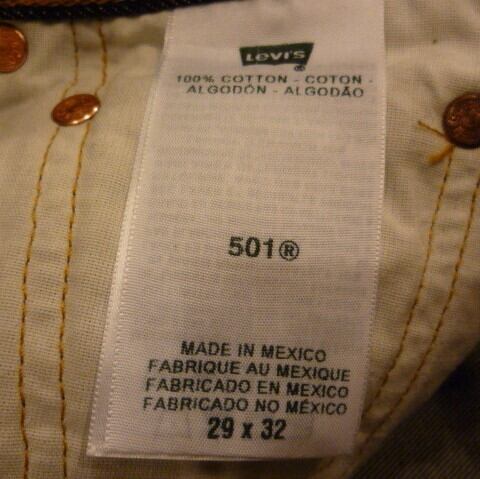 Levi's
®
100% COTTON - COTON -
ALGODÓN - ALGODÃO
501®
MADE IN MEXICO
FABRIQUE AU MEXIQUE
FABRICADO EN MEXICO
FABRICADO NO MÉXICO
29 x 32